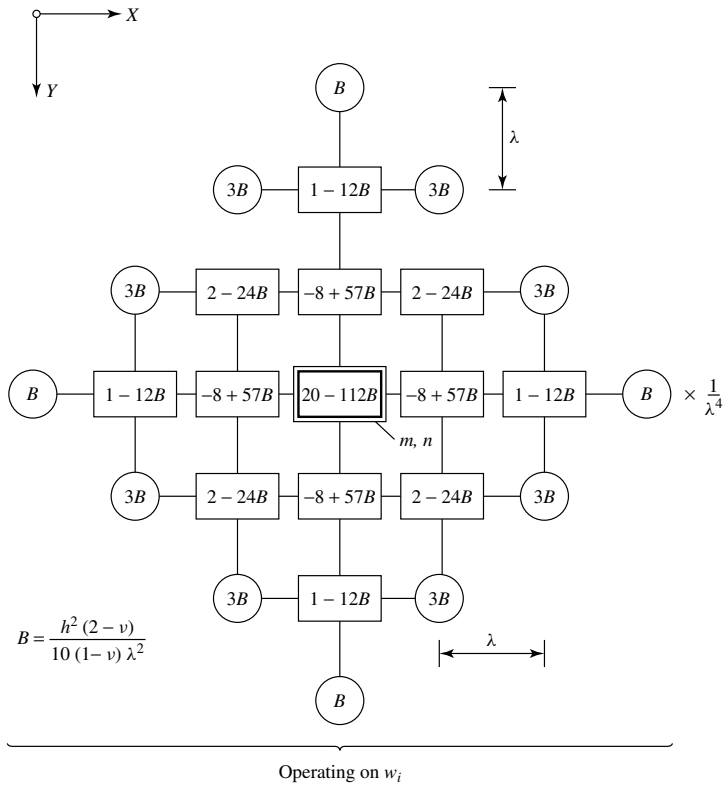 X
Y
B
λ
3B 1 – 12B 3B
3B 2 – 24B –8 + 57B 2 – 24B 3B
B 1 – 12B –8 + 57B 20 – 112B –8 + 57B 1 – 12B B × 1/λ⁴
m, n
3B 2 – 24B –8 + 57B 2 – 24B 3B
3B 1 – 12B 3B
B = h² (2 – ν) / 10 (1– ν) λ²
λ
B
Operating on wᵢ